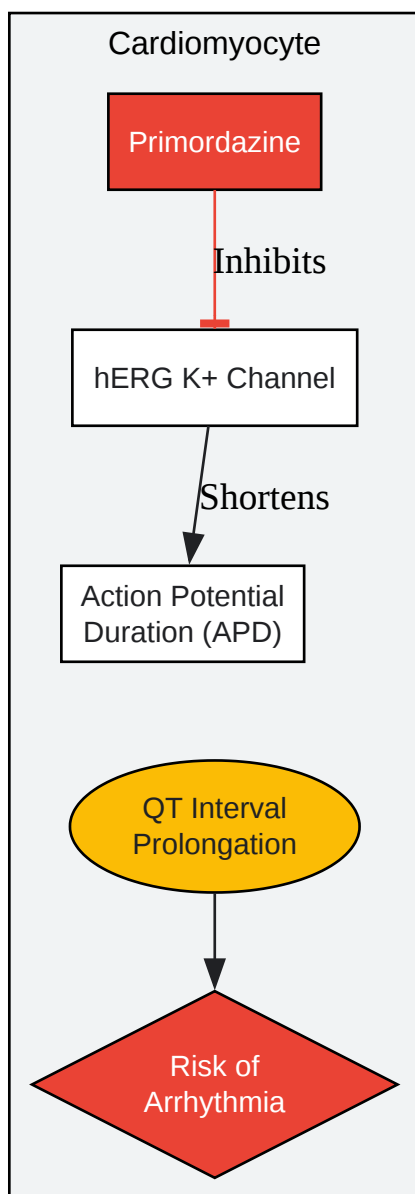 Cardiomyocyte
Primordazine
Inhibits
hERG K+ Channel
Shortens
Action Potential
Duration (APD)
QT Interval
Prolongation
Risk of
Arrhythmia